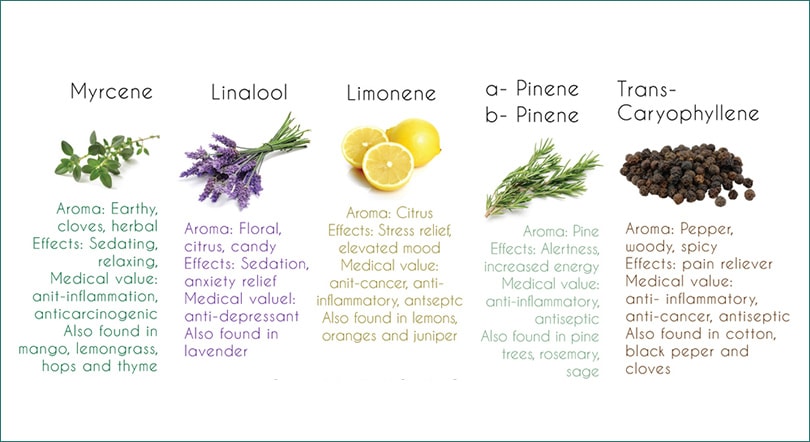 Myrcene
Aroma: Earthy,
cloves, herbal
Effects: Sedating,
relaxing,
Medical value:
anit-inflammation,
anticarcinogenic
Also found in
mango, lemongrass,
hops and thyme
Linalool
Aroma: Floral,
citrus, candy
Effects: Sedation,
anxiety relief
Medical valuel:
anti-depressant
Also found in
lavender
Limonene
Aroma: Citrus
Effects: Stress relief,
elevated mood
Medical value:
anit-cancer, anti-
inflammatory, antseptc
Also found in lemons,
oranges and juniper
a- Pinene
b- Pinene
Aroma: Pine
Effects: Alertness,
increased energy
Medical value:
anti-inflammatory,
antiseptic
Also found in pine
trees, rosemary,
sage
Trans-
Caryophyllene
Aroma: Pepper,
woody, spicy
Effects: pain reliever
Medical value:
anti- inflammatory,
anti-cancer, antiseptic
Also found in cotton,
black peper and
cloves